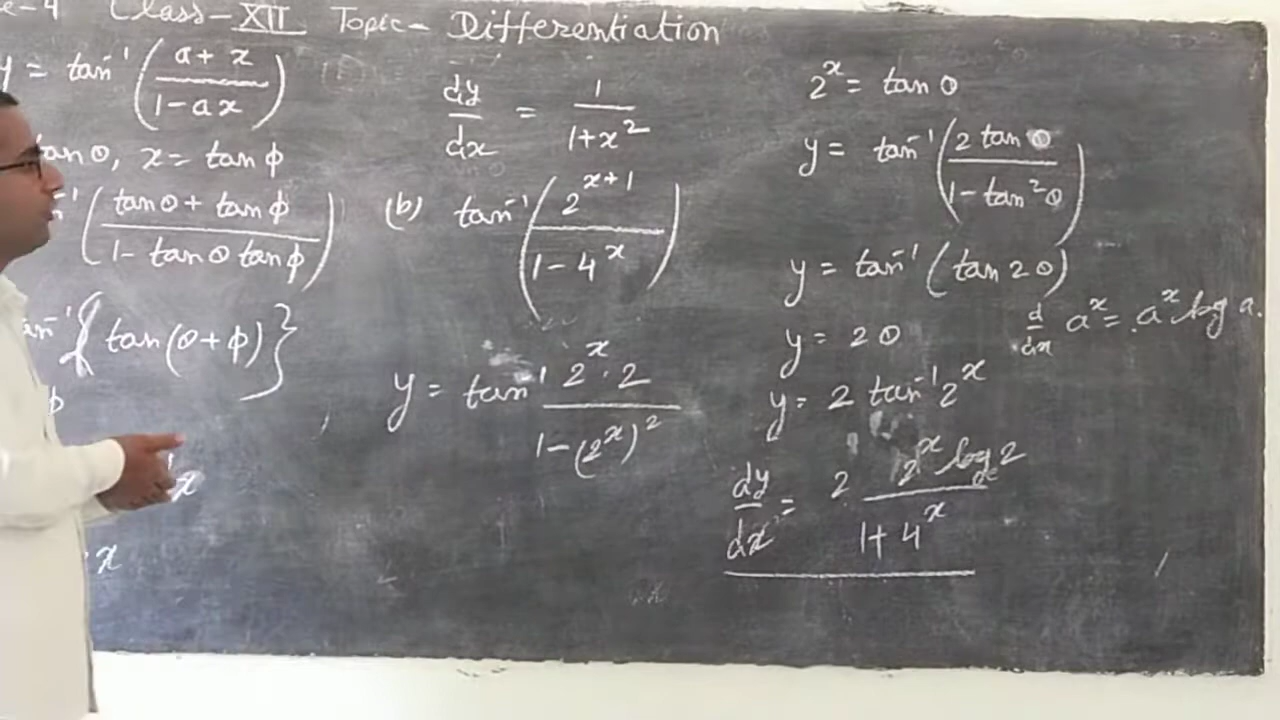 Class-XII Topic- Differentiation
y = tan⁻¹ ( (a + x) / (1 - ax) )
tan θ, x = tan φ
( (tan θ + tan φ) / (1 - tan θ tan φ) )
{ tan (θ + φ) }
φ
x
x
dy/dx = 1 / (1 + x²)
(b) tan⁻¹ ( 2^(x+1) / (1 - 4^x) )
y = tan⁻¹ (2^x · 2) / (1 - (2^x)²)
2^x = tan θ
y = tan⁻¹ ( (2 tan θ) / (1 - tan² θ) )
y = tan⁻¹ (tan 2θ)
y = 2θ
d/dx a^x = a^x log a.
y = 2 tan⁻¹ 2^x
dy/dx = 2 · (2^x logₑ 2) / (1 + 4^x)